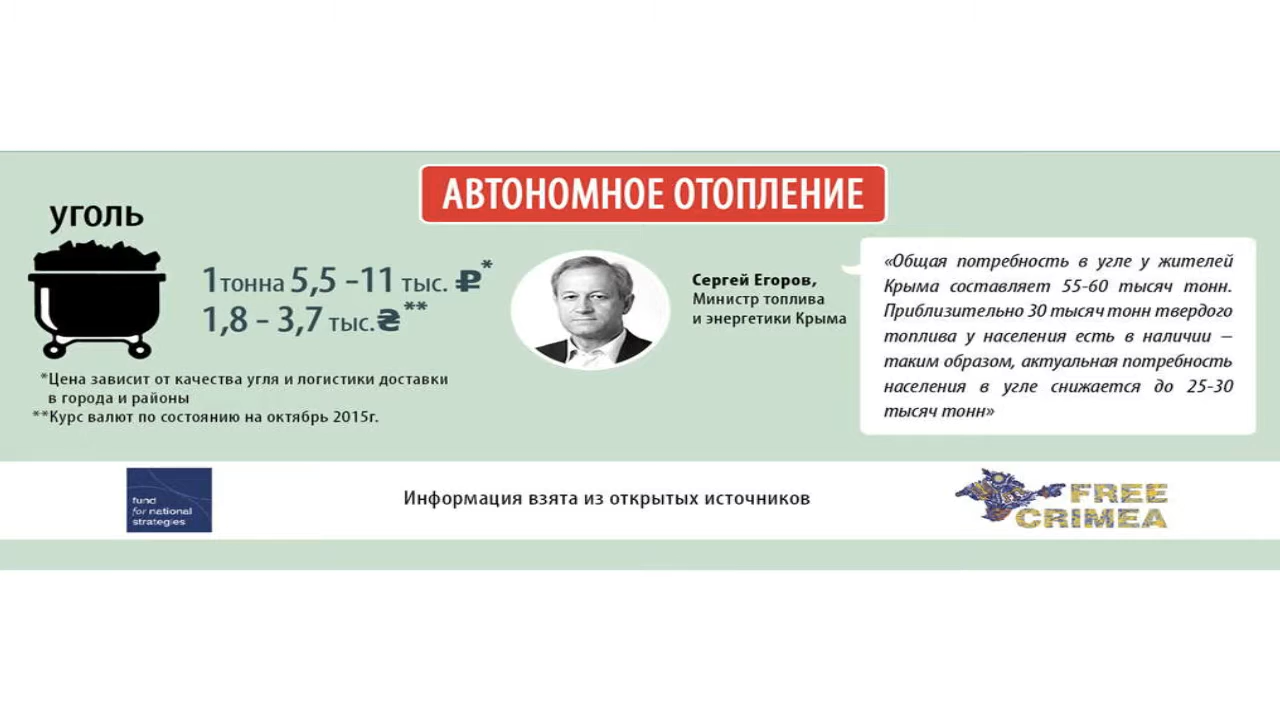 АВТОНОМНОЕ ОТОПЛЕНИЕ
уголь
1тонна 5,5 –11 тыс. ₽*
1,8 – 3,7 тыс.₴**
*Цена зависит от качества угля и логистики доставки
в города и районы
**Курс валют по состоянию на октябрь 2015г.
Сергей Егоров,
Министр топлива
и энергетики Крыма
«Общая потребность в угле у жителей
Крыма составляет 55-60 тысяч тонн.
Приблизительно 30 тысяч тонн твердого
топлива у населения есть в наличии —
таким образом, актуальная потребность
населения в угле снижается до 25-30
тысяч тонн»
fund
for national
strategies
Информация взята из открытых источников
FREE
CRIMEA